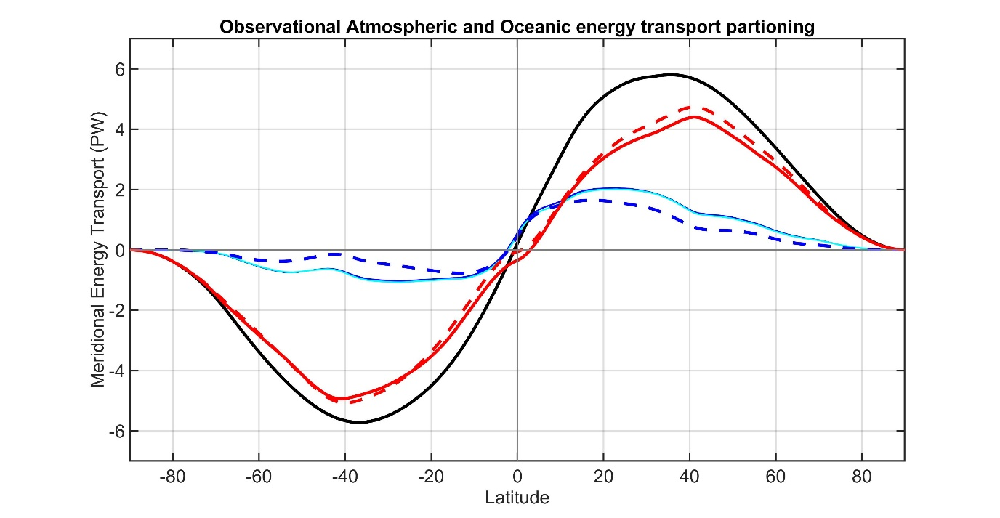 Observational Atmospheric and Oceanic energy transport partioning
Meridional Energy Transport (PW)
6
4
2
0
-2
-4
-6
-80 -60 -40 -20 0 20 40 60 80
Latitude